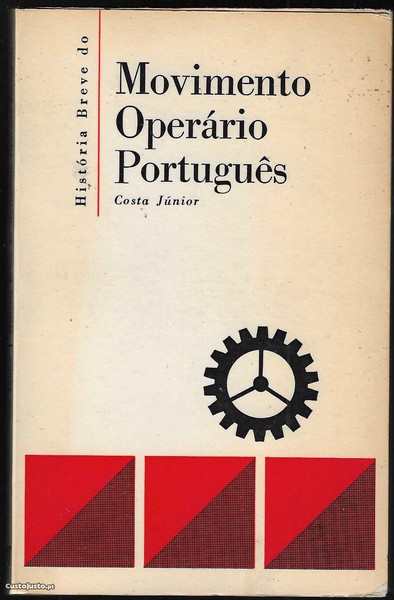 História Breve do
Movimento
Operário
Português
Costa Júnior
CustoJusto.pt